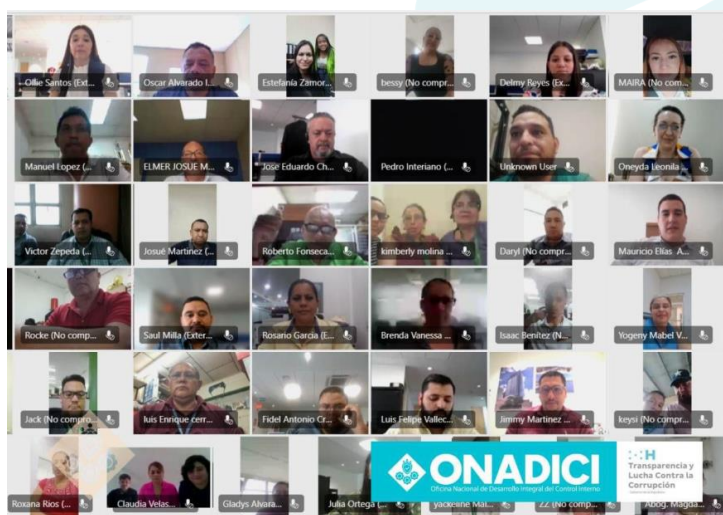 Ollie Santos (Ext...
Oscar Alvarado I...
Estefanía Zamor...
bessy (No compr...
Delmy Reyes (Ex...
MAIRA (No com...
Manuel Lopez (...
ELMER JOSUE M...
Jose Eduardo Ch...
Pedro Interiano (...
Unknown User
Oneyda Leonila ...
Victor Zepeda (...
Josué Martinez (...
Roberto Fonseca...
kimberly molina ...
Daryl (No compr...
Mauricio Elías A...
Rocke (No comp...
Saul Milla (Exter...
Rosario Garcia (E...
Brenda Vanessa ...
Isaac Benitez (N...
Yogeny Mabel V...
Jack (No compro...
luis Enrique cerr...
Fidel Antonio Cr...
Luis Felipe Vallec...
Jimmy Martinez ...
keysi (No compr...
Roxana Rios (...
Claudia Velas...
Gladys Alvara...
Julia Ortega (...
yackeline Mat...
ZZ (No comp...
Abog. Magda...
ONADICI
Oficina Nacional de Desarrollo Integral del Control Interno
Transparencia y
Lucha Contra la
Corrupción